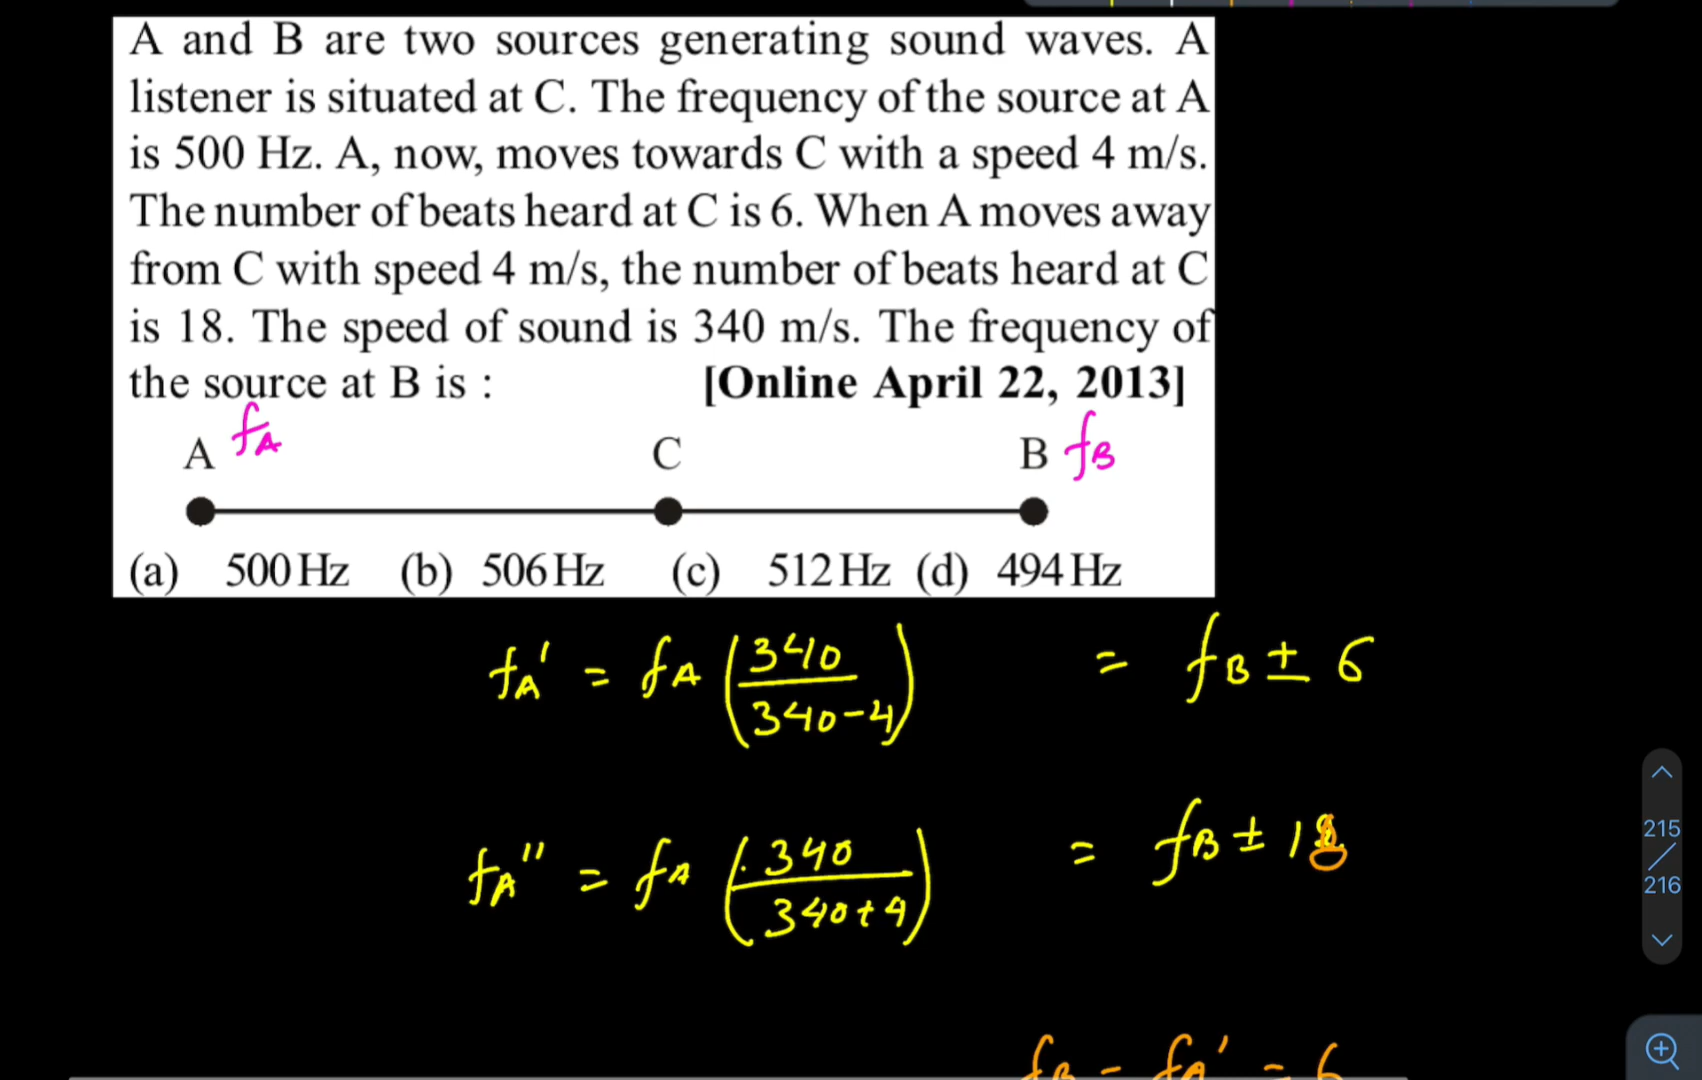 A and B are two sources generating sound waves. A
listener is situated at C. The frequency of the source at A
is 500 Hz. A, now, moves towards C with a speed 4 m/s.
The number of beats heard at C is 6. When A moves away
from C with speed 4 m/s, the number of beats heard at C
is 18. The speed of sound is 340 m/s. The frequency of
the source at B is : [Online April 22, 2013]
A fA C B fB
(a) 500 Hz (b) 506 Hz (c) 512 Hz (d) 494 Hz
fA' = fA (340/340-4) = fB ± 6
fA'' = fA (340/340+4) = fB ± 18
fB - fA' = 6
215
216